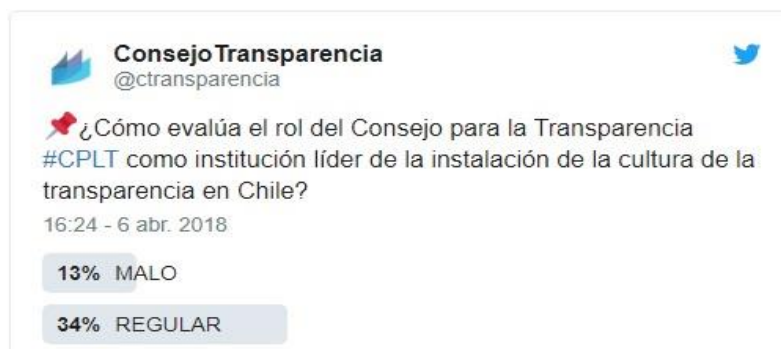 ConsejoTransparencia
@ctransparencia
📌¿Cómo evalúa el rol del Consejo para la Transparencia
#CPLT como institución líder de la instalación de la cultura de la
transparencia en Chile?
16:24 - 6 abr. 2018
13% MALO
34% REGULAR